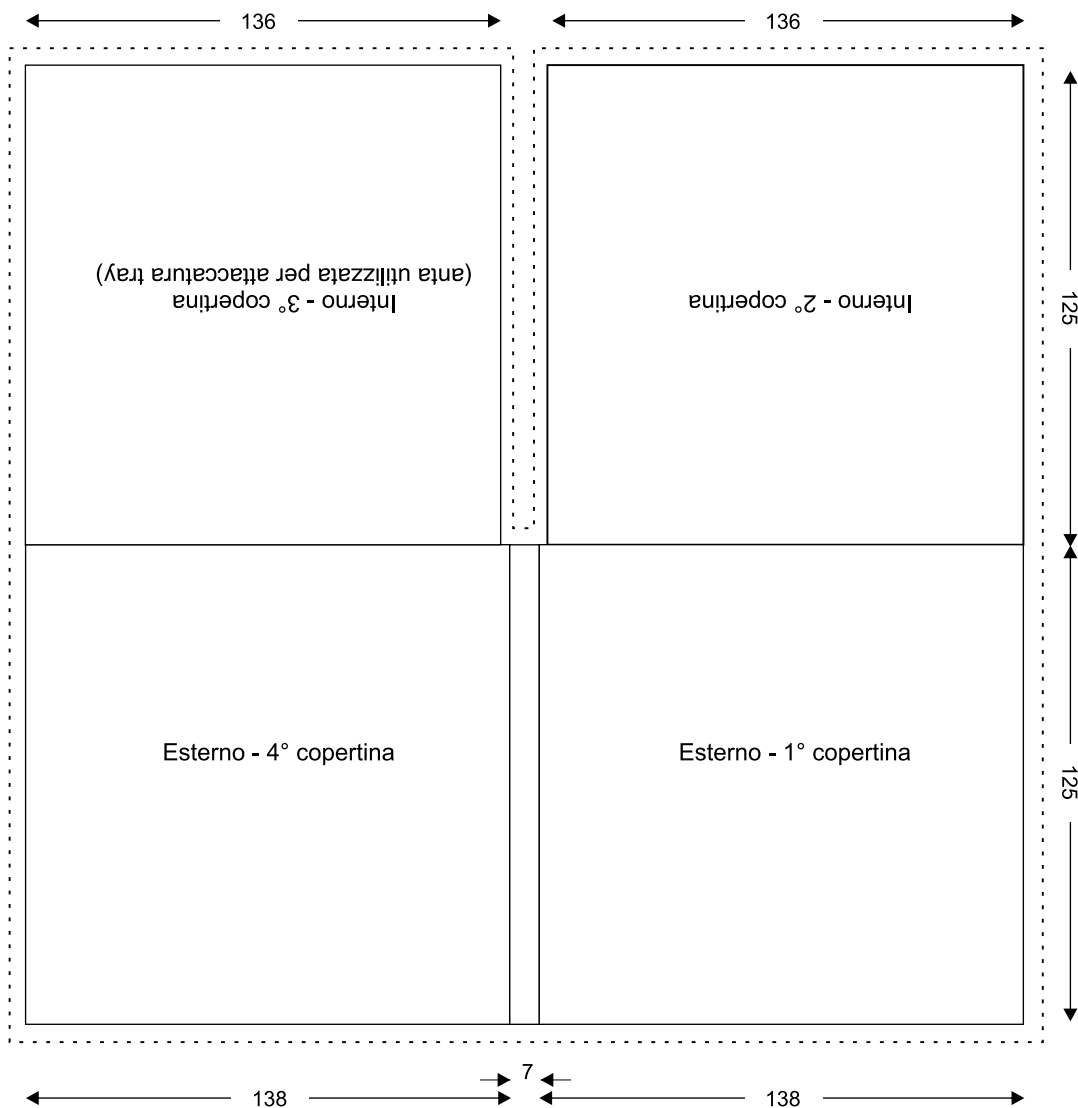 136
136
Interno - 3° copertina
(anta utilizzata per attaccatura tray)
Interno - 2° copertina
125
Esterno - 4° copertina
Esterno - 1° copertina
125
7
138
138